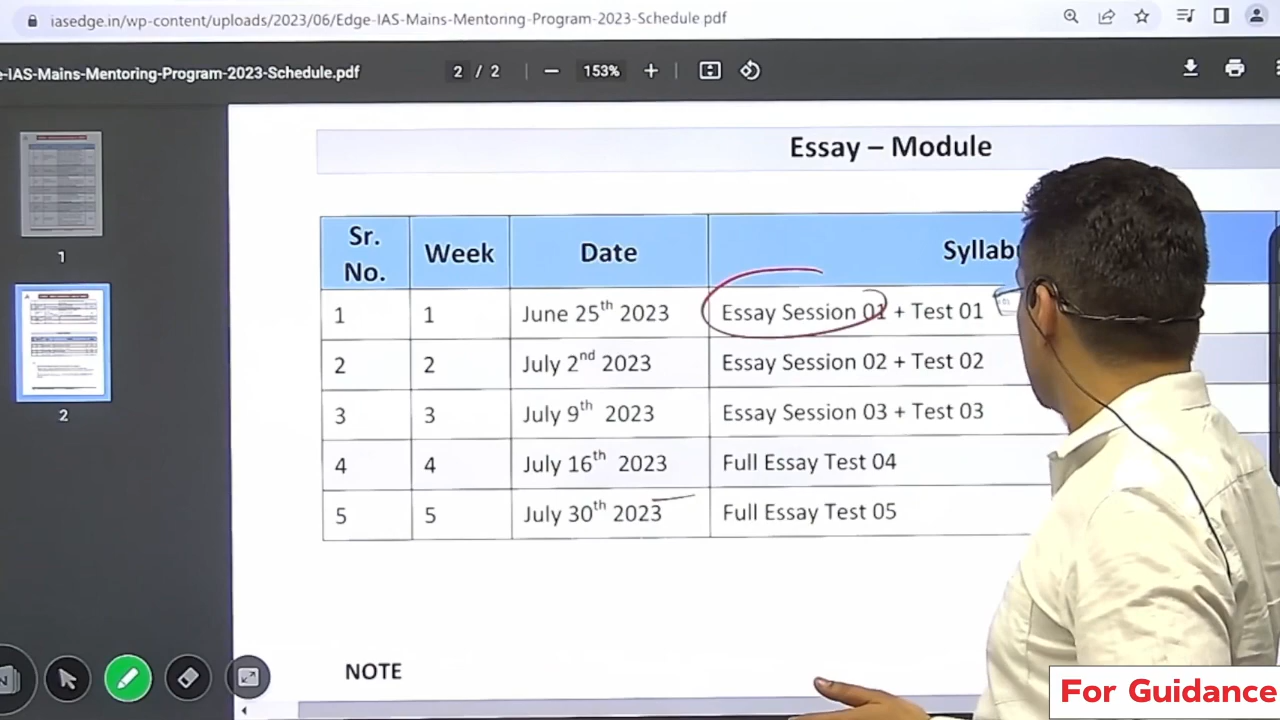 iasedge.in/wp-content/uploads/2023/06/Edge-IAS-Mains-Mentoring-Program-2023-Schedule pdf
-IAS-Mains-Mentoring-Program-2023-Schedule.pdf
2 / 2
153%
1
2
Essay – Module
Sr. No.
Week
Date
Syllabu
1 1 June 25th 2023 Essay Session 01 + Test 01
2 2 July 2nd 2023 Essay Session 02 + Test 02
3 3 July 9th 2023 Essay Session 03 + Test 03
4 4 July 16th 2023 Full Essay Test 04
5 5 July 30th 2023 Full Essay Test 05
NOTE
N
For Guidance